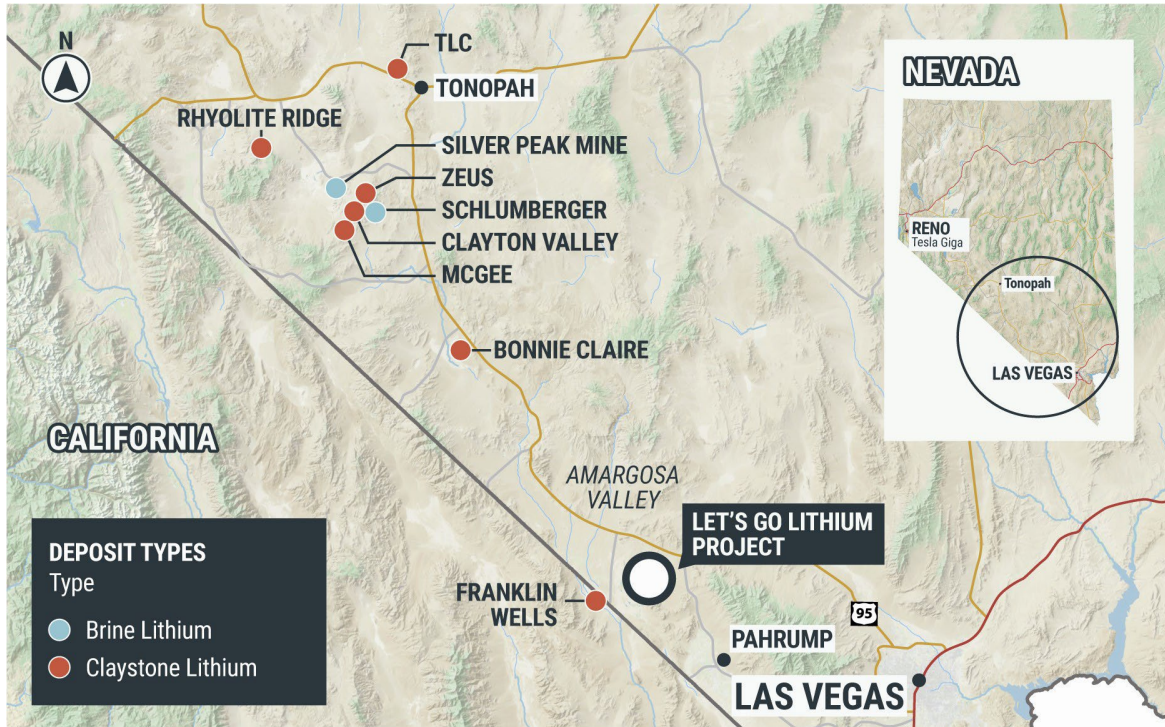 N
TLC
TONOPAH
RHYOLITE RIDGE
SILVER PEAK MINE
ZEUS
SCHLUMBERGER
CLAYTON VALLEY
MCGEE
BONNIE CLAIRE
CALIFORNIA
AMARGOSA
VALLEY
LET'S GO LITHIUM
PROJECT
FRANKLIN
WELLS
95
PAHRUMP
LAS VEGAS
DEPOSIT TYPES
Type
Brine Lithium
Claystone Lithium
NEVADA
RENO
Tesla Giga
Tonopah
LAS VEGAS